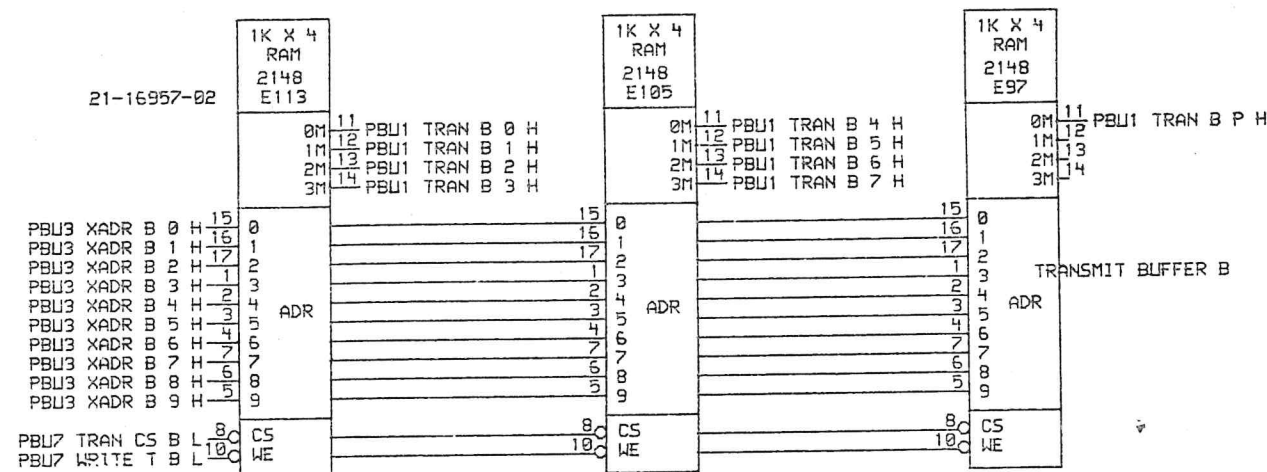 1K X 4
RAM
2148
E113
1K X 4
RAM
2148
E105
1K X 4
RAM
2148
E97
21-16957-02
0M 11 PBU1 TRAN B 0 H
1M 12 PBU1 TRAN B 1 H
2M 13 PBU1 TRAN B 2 H
3M 14 PBU1 TRAN B 3 H
0M 11 PBU1 TRAN B 4 H
1M 12 PBU1 TRAN B 5 H
2M 13 PBU1 TRAN B 6 H
3M 14 PBU1 TRAN B 7 H
0M 11 PBU1 TRAN B P H
1M 12
2M 13
3M 14
PBU3 XADR B 0 H 15 0 15 0 15 0
PBU3 XADR B 1 H 16 1 16 1 16 1
PBU3 XADR B 2 H 17 2 17 2 17 2
PBU3 XADR B 3 H 1 3 1 3 1 3
TRANSMIT BUFFER B
PBU3 XADR B 4 H 2 4 2 4 2 4
ADR ADR ADR
PBU3 XADR B 5 H 3 5 3 5 3 5
PBU3 XADR B 6 H 4 6 4 6 4 6
PBU3 XADR B 7 H 7 7 7 7 7 7
PBU3 XADR B 8 H 6 8 6 8 6 8
PBU3 XADR B 9 H 5 9 5 9 5 9
PBU7 TRAN CS B L 8 CS 8 CS 8 CS
PBU7 WRITE T B L 10 WE 10 WE 10 WE